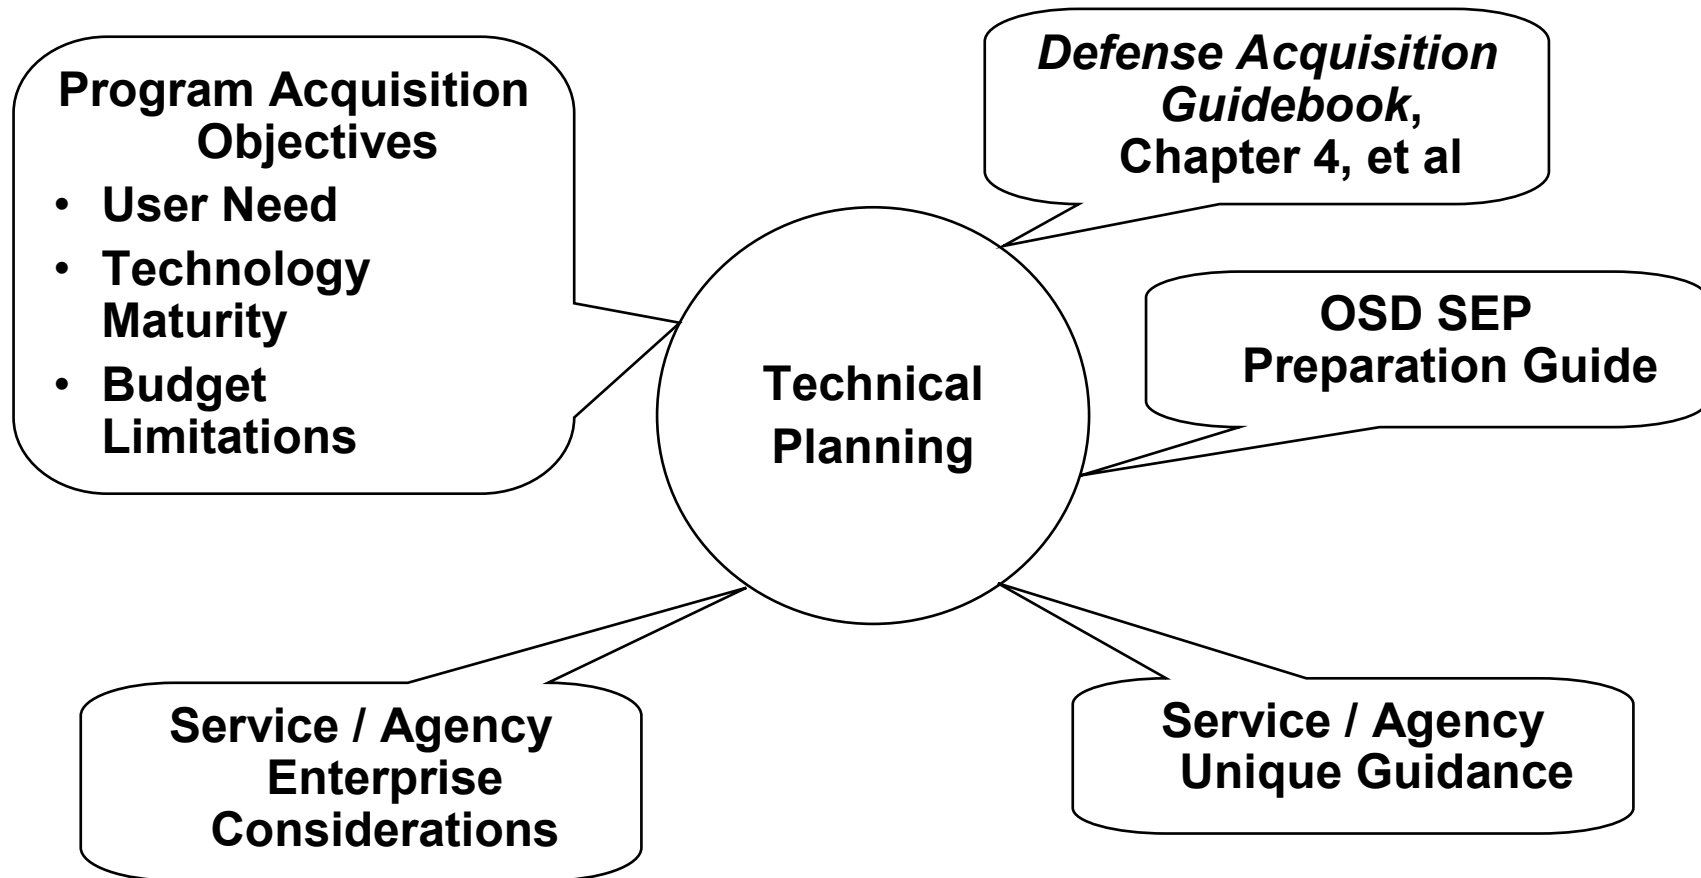 Program Acquisition
Objectives
• User Need
• Technology
Maturity
• Budget
Limitations
Defense Acquisition
Guidebook,
Chapter 4, et al
OSD SEP
Preparation Guide
Technical
Planning
Service / Agency
Enterprise
Considerations
Service / Agency
Unique Guidance